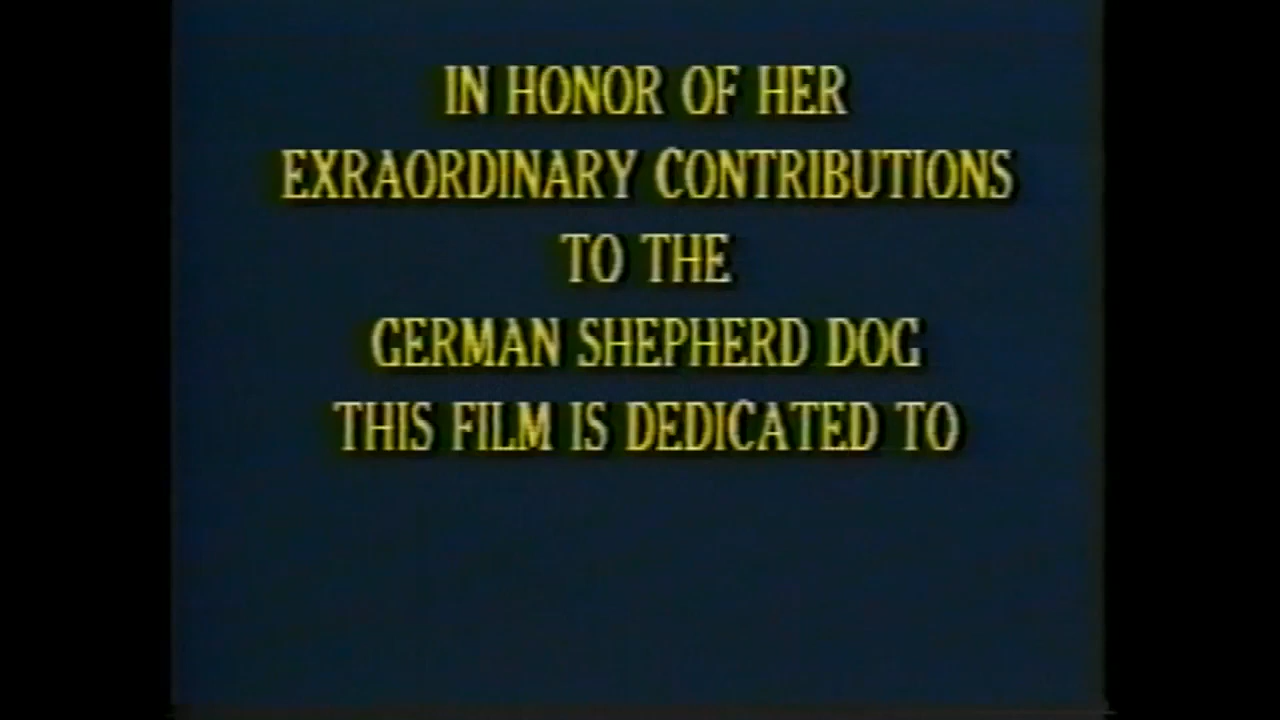 IN HONOR OF HER
EXRAORDINARY CONTRIBUTIONS
TO THE
GERMAN SHEPHERD DOG
THIS FILM IS DEDICATED TO